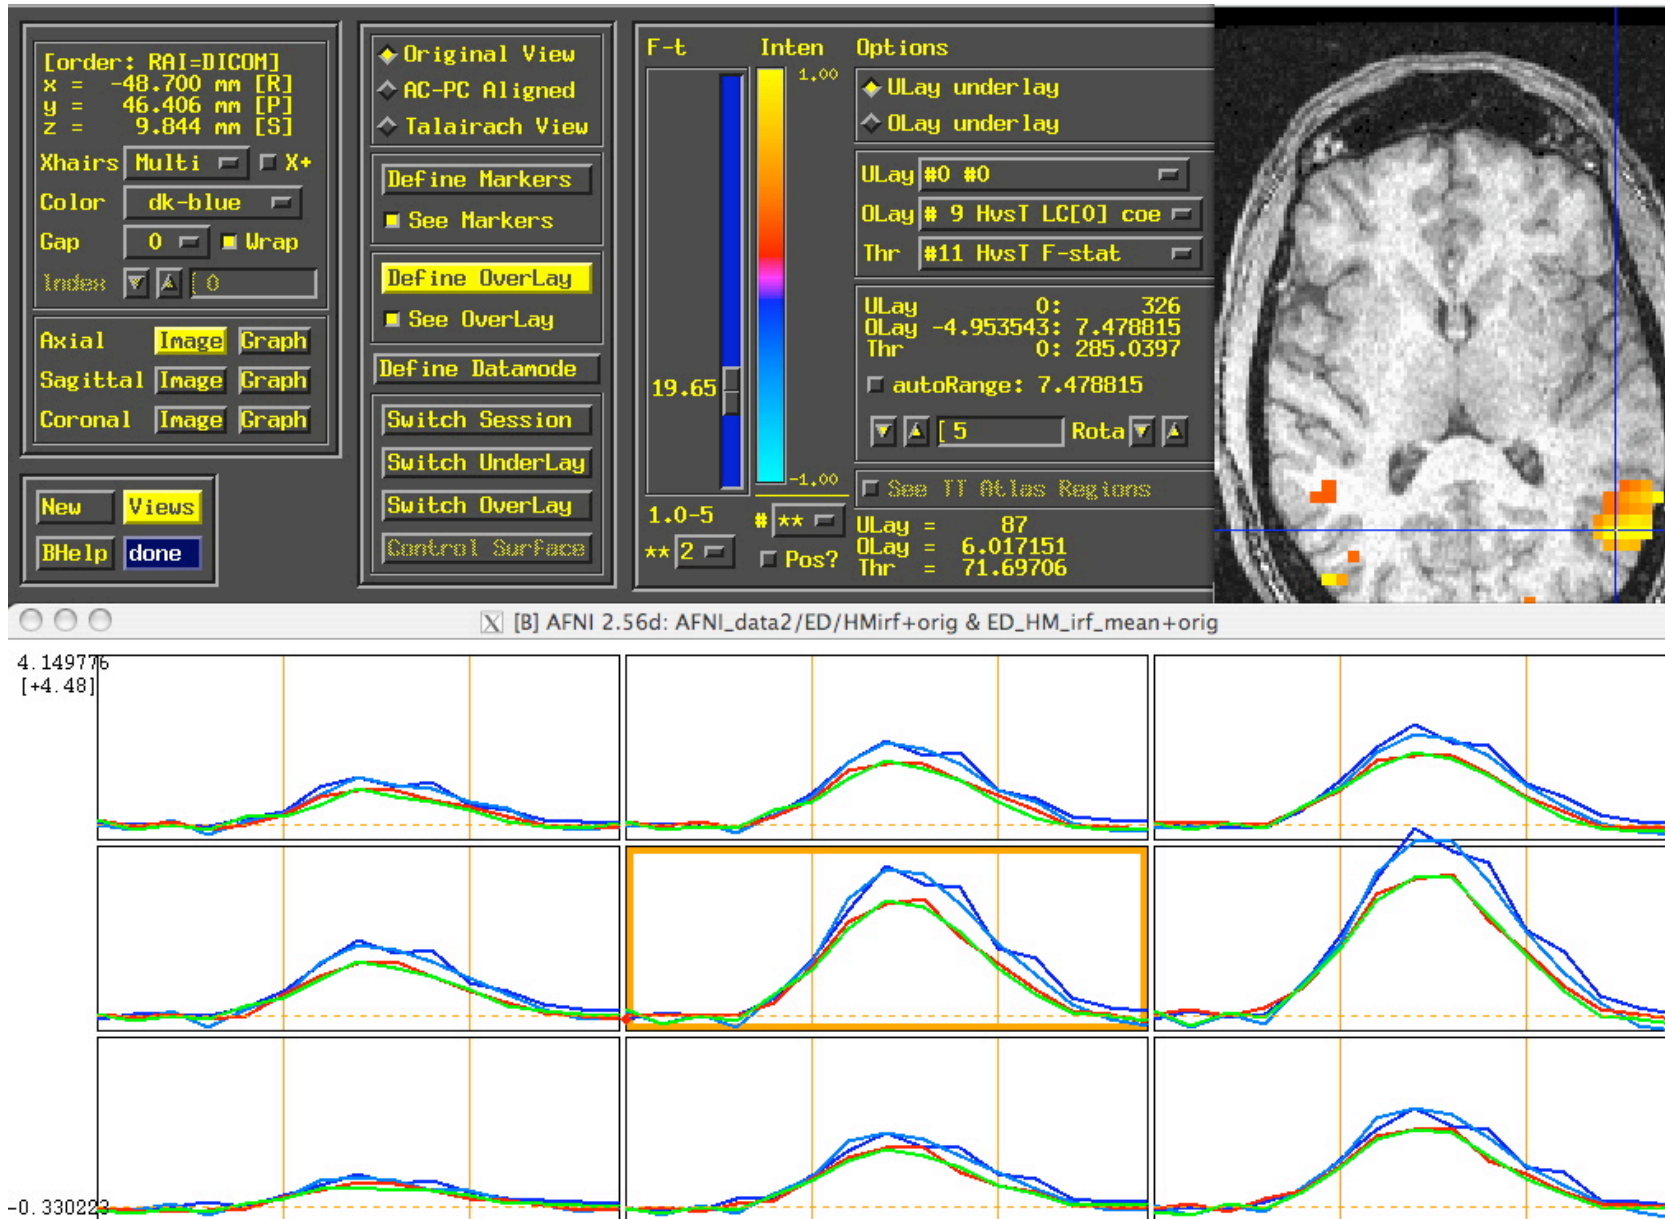 [order: RAI=DICOM]
x = -48.700 mm [R]
y = 46.406 mm [P]
z = 9.844 mm [S]
Xhairs Multi X+
Color dk-blue
Gap 0 Wrap
Index [ 0
Axial Image Graph
Sagittal Image Graph
Coronal Image Graph
New Views
BHelp done
Original View
AC-PC Aligned
Talairach View
Define Markers
See Markers
Define OverLay
See OverLay
Define Datamode
Switch Session
Switch UnderLay
Switch OverLay
Control Surface
F-t
19.65
1.0-5
** 2
Inten
1.00
-1.00
# **
Pos?
Options
ULay underlay
OLay underlay
ULay #0 #0
OLay # 9 HvsT LC[0] coe
Thr #11 HvsT F-stat
ULay 0: 326
OLay -4.953543: 7.478815
Thr 0: 285.0397
autoRange: 7.478815
[ 5 Rota
See TT Atlas Regions
ULay = 87
OLay = 6.017151
Thr = 71.69706
X [B] AFNI 2.56d: AFNI_data2/ED/HMirf+orig & ED_HM_irf_mean+orig
4.149776
[+4.48]
-0.330223